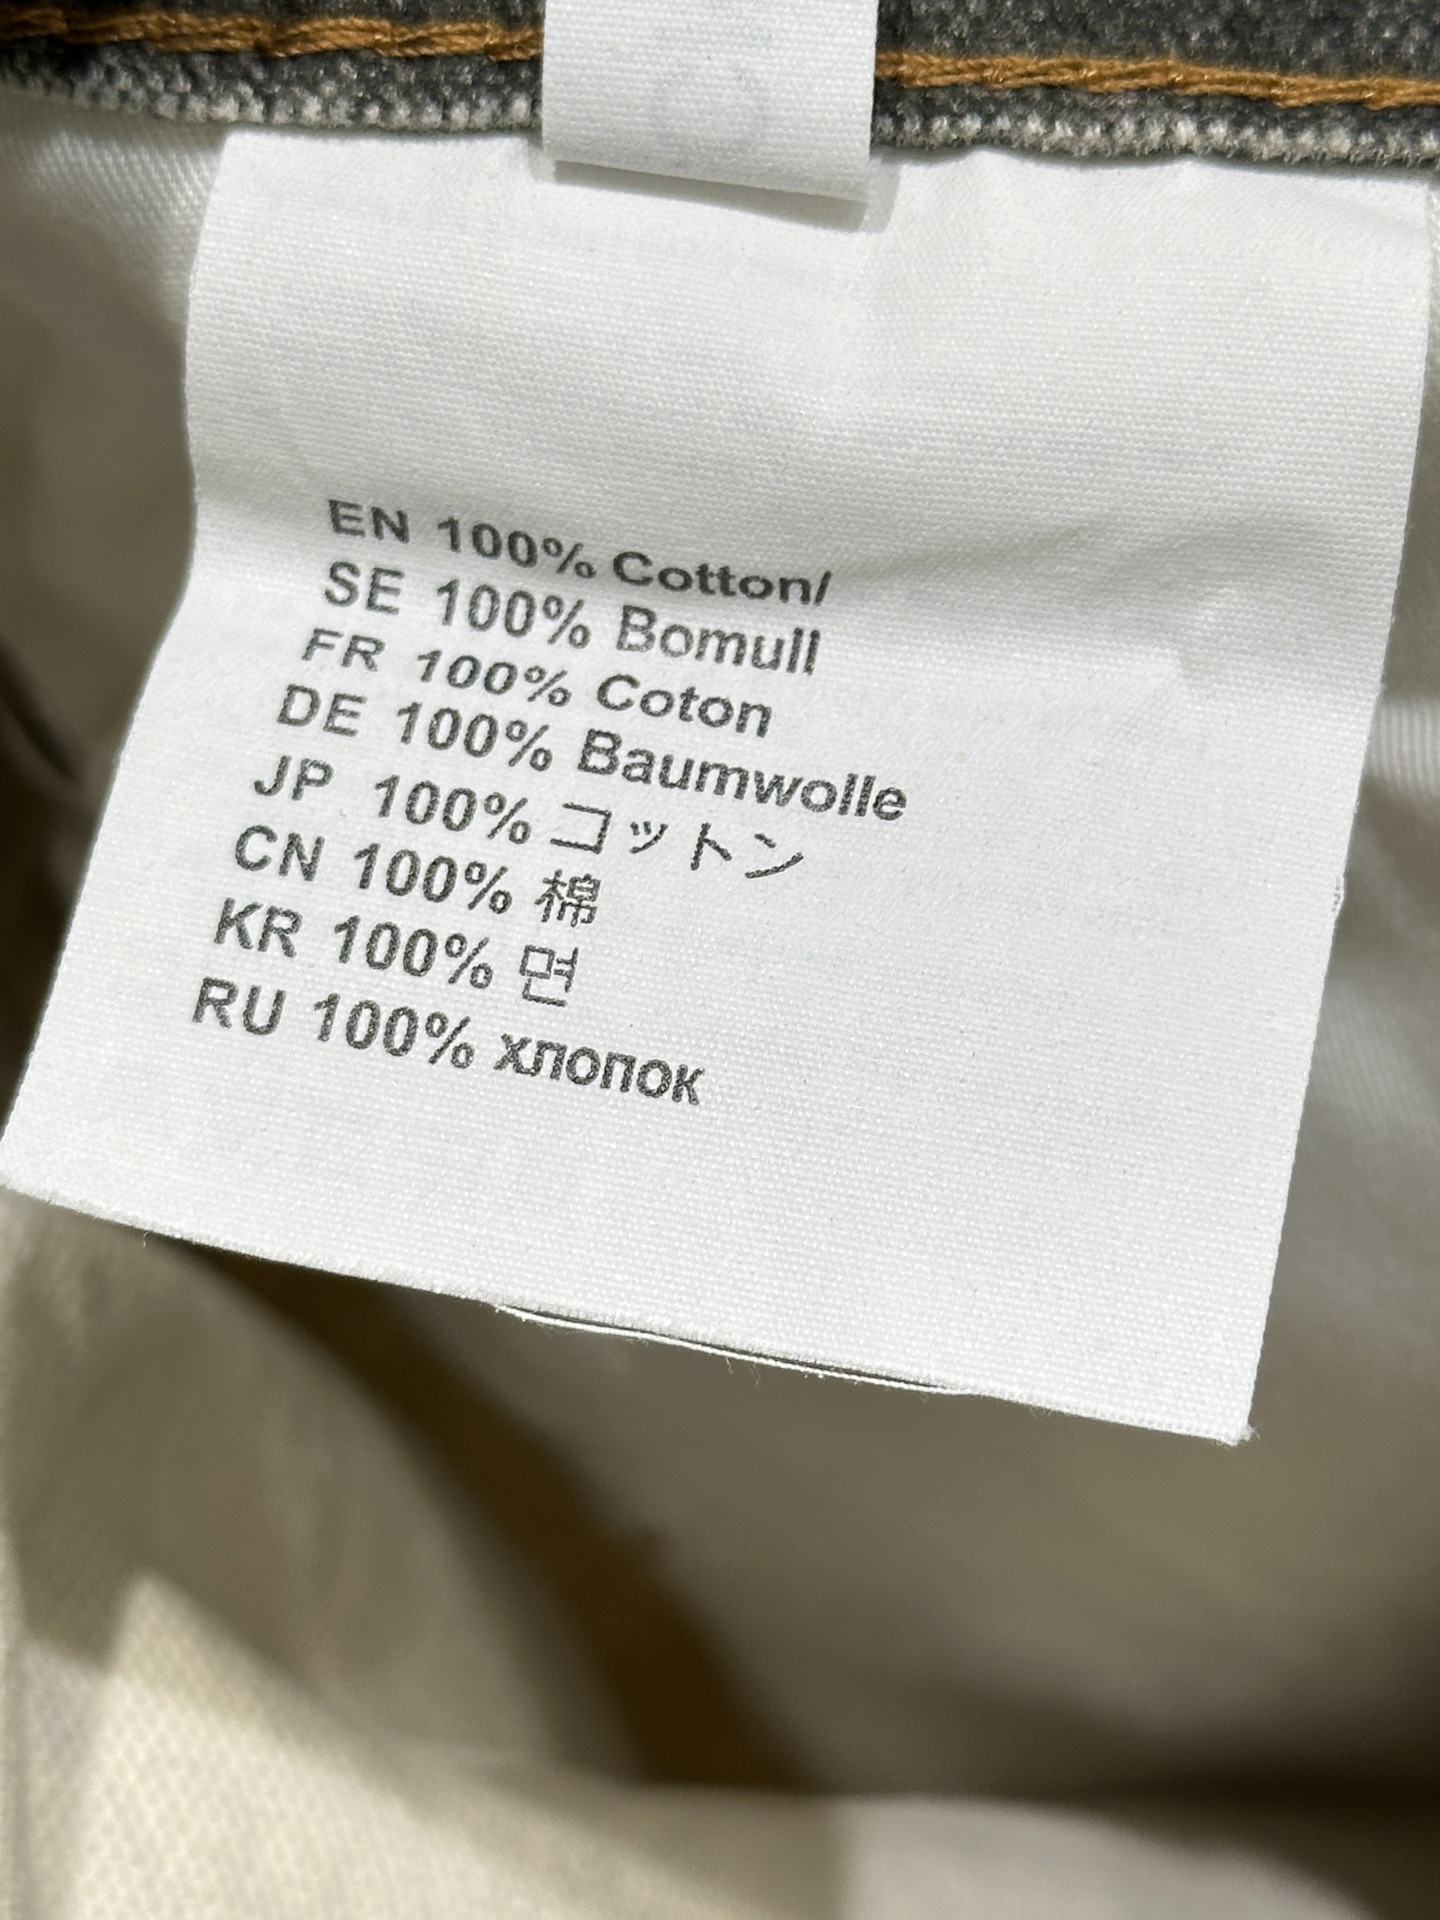 EN 100% Cotton/
SE 100% Bomull
FR 100% Coton
DE 100% Baumwolle
JP 100% コットン
CN 100% 棉
KR 100% 면
RU 100% хлопок